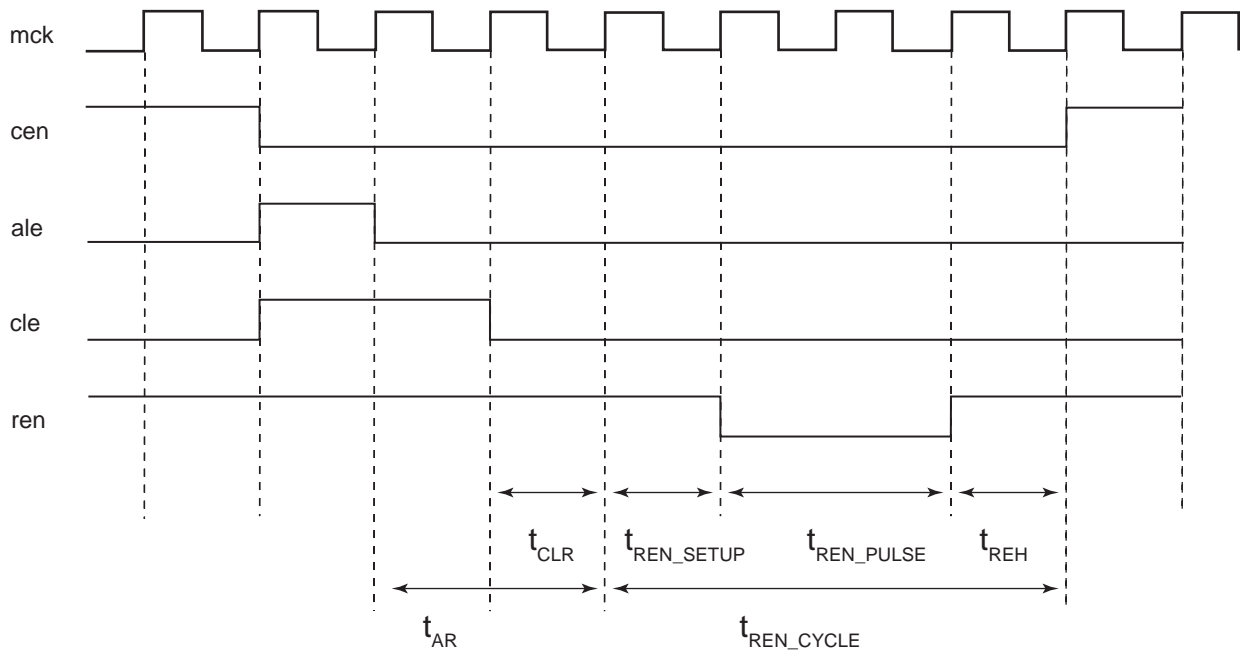 mck
cen
ale
cle
ren
tCLR tREN_SETUP tREN_PULSE tREH
tAR tREN_CYCLE